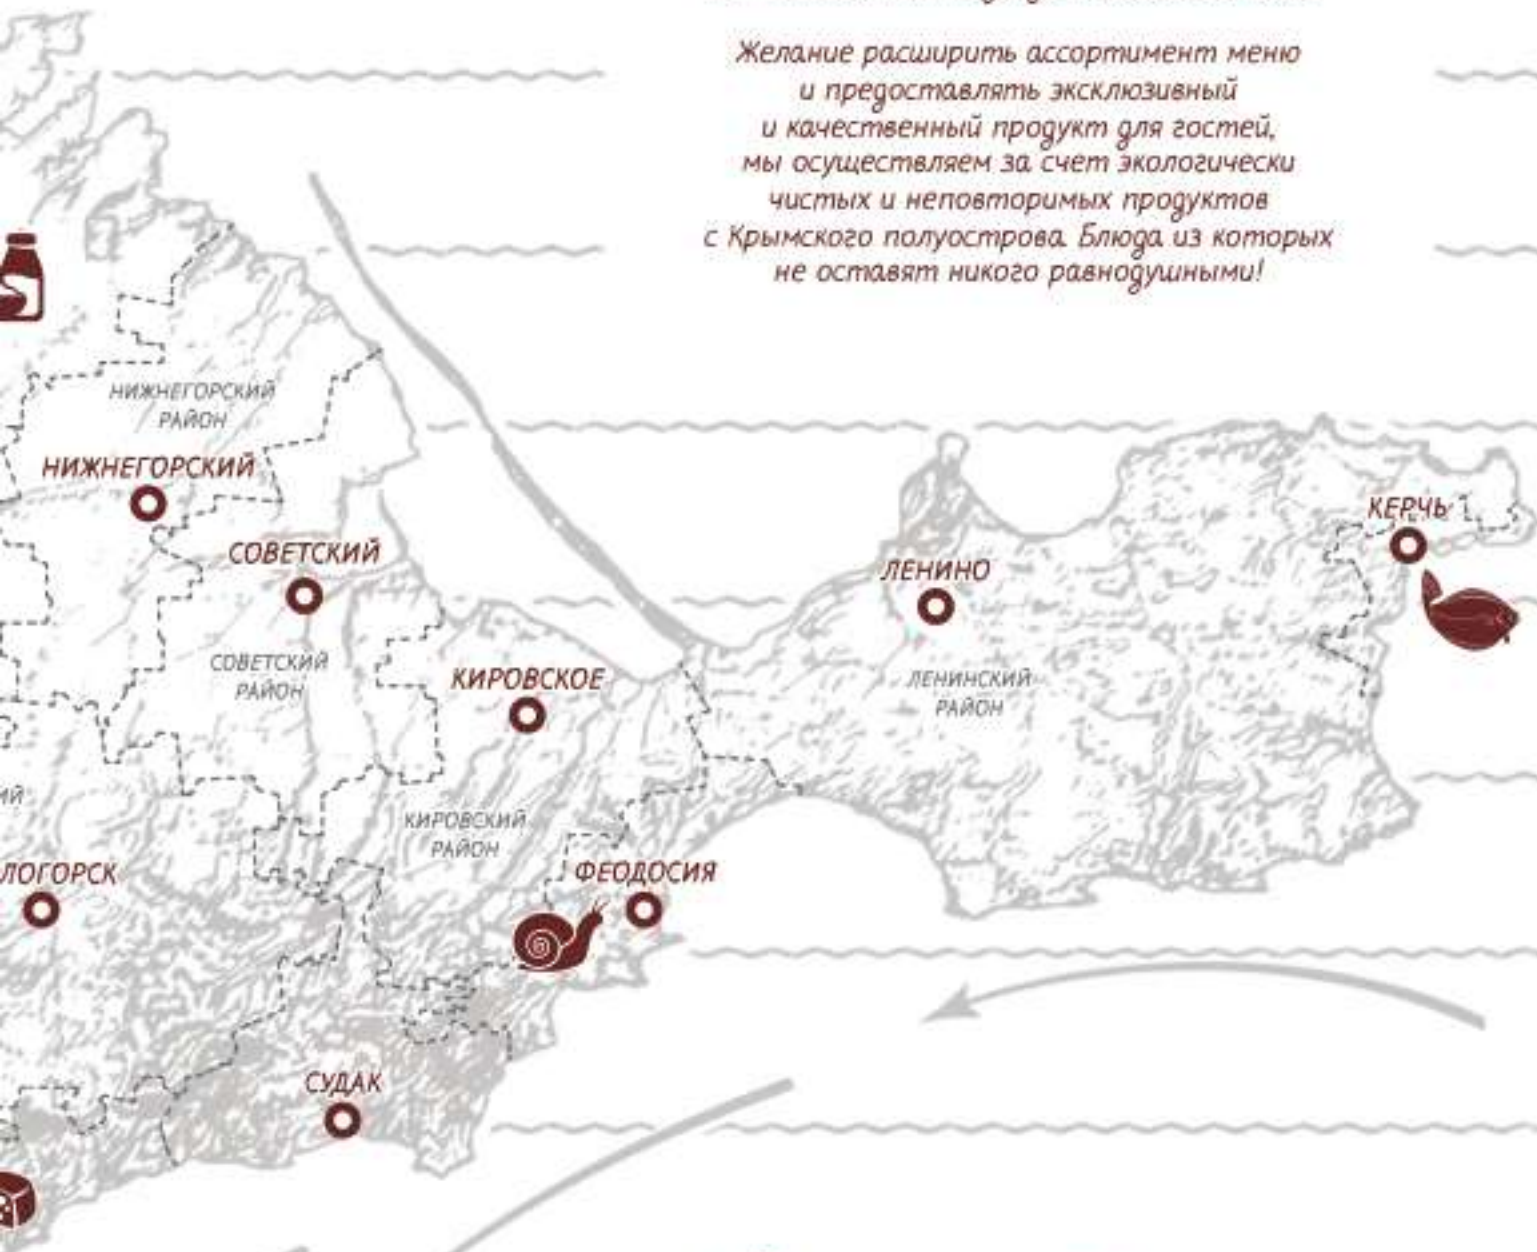 Желание расширить ассортимент меню
и предоставлять эксклюзивный
и качественный продукт для гостей,
мы осуществляем за счет экологически
чистых и неповторимых продуктов
с Крымского полуострова. Блюда из которых
не оставят никого равнодушными!
НИЖНЕГОРСКИЙ
РАЙОН
НИЖНЕГОРСКИЙ
КЕРЧЬ
СОВЕТСКИЙ
ЛЕНИНО
СОВЕТСКИЙ
РАЙОН
КИРОВСКОЕ
ЛЕНИНСКИЙ
РАЙОН
ИЙ
КИРОВСКИЙ
РАЙОН
ЛОГОРСК
ФЕОДОСИЯ
СУДАК